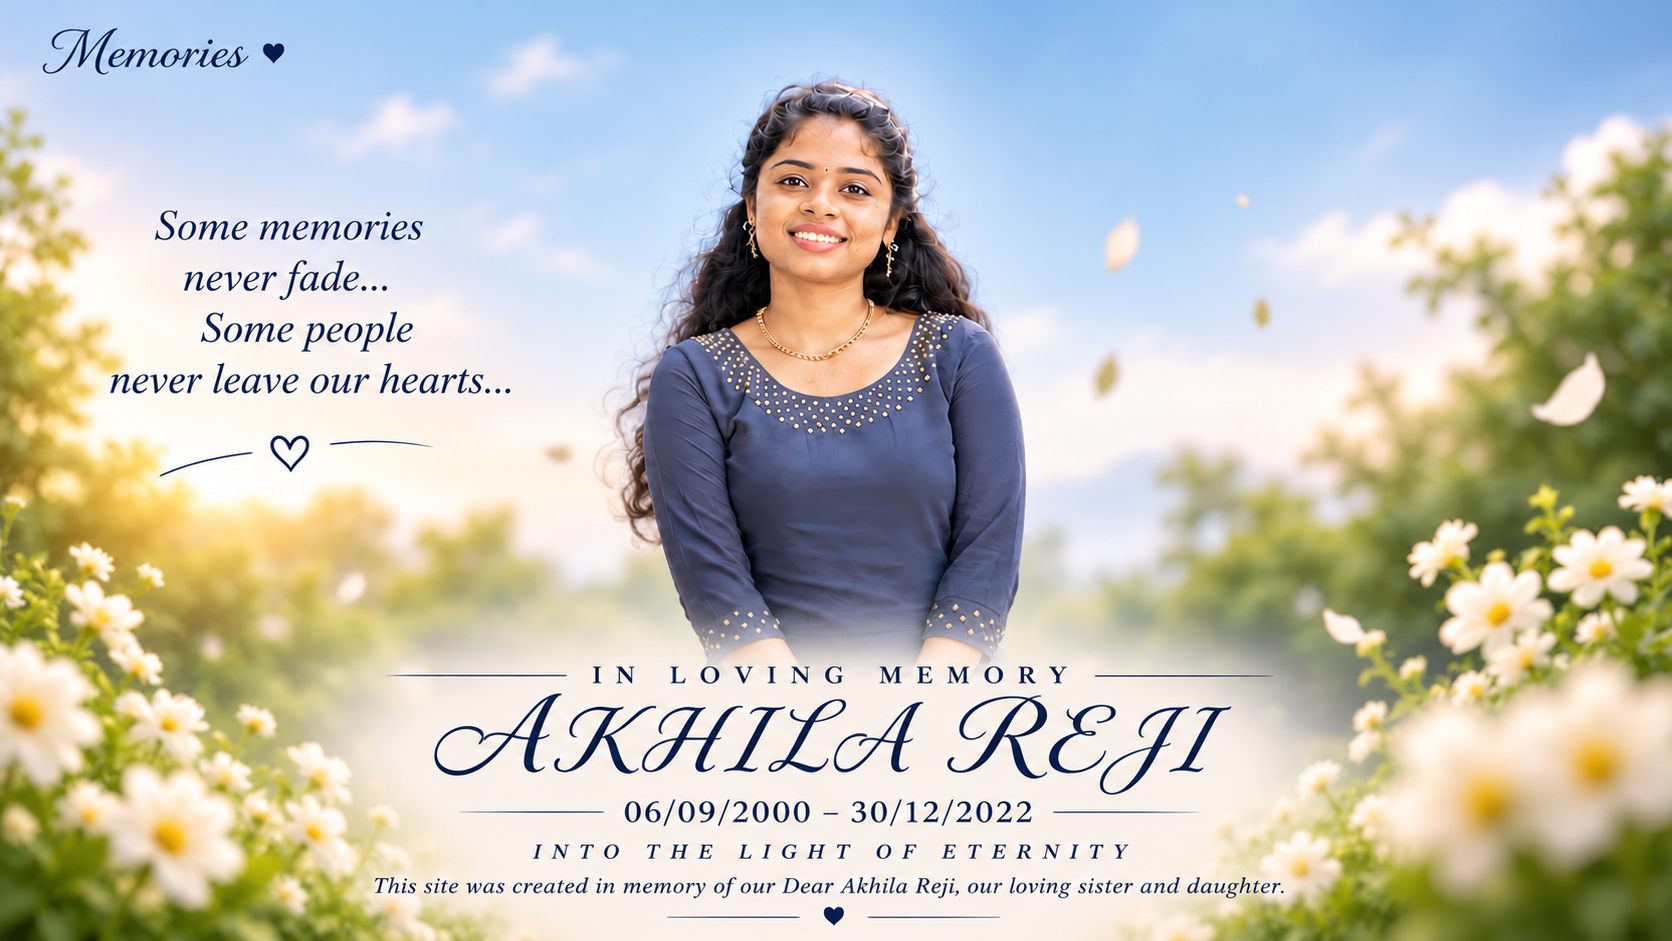 Memories
Some memories
never fade...
Some people
never leave our hearts...
IN LOVING MEMORY
AKHILA REJI
06/09/2000 – 30/12/2022
INTO THE LIGHT OF ETERNITY
This site was created in memory of our Dear Akhila Reji, our loving sister and daughter.